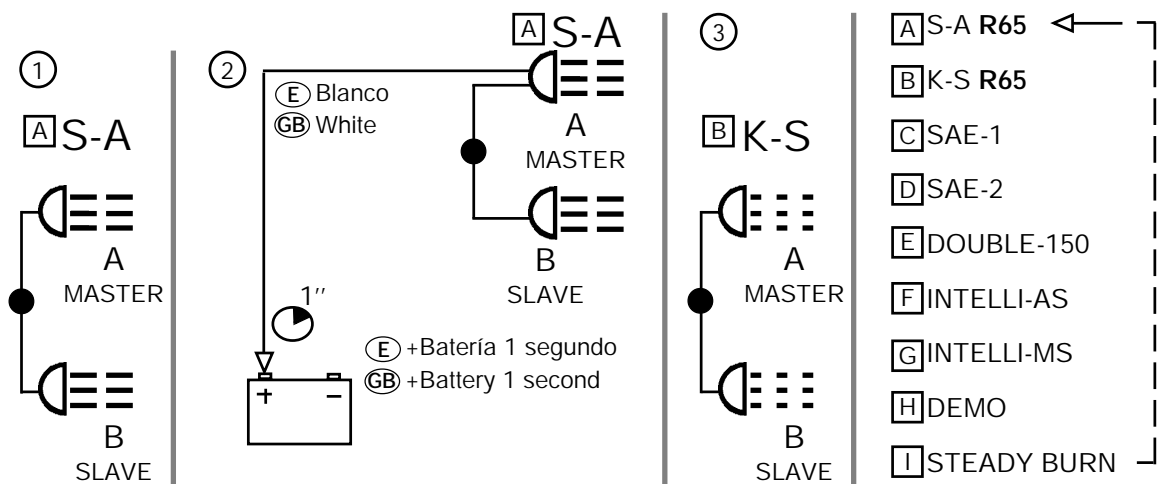 1
A S-A
A
MASTER
B
SLAVE
2
A S-A
E Blanco
GB White
A
MASTER
B
SLAVE
1''
E +Batería 1 segundo
GB +Battery 1 second
+ −
3
B K-S
A
MASTER
B
SLAVE
A S-A R65
B K-S R65
C SAE-1
D SAE-2
E DOUBLE-150
F INTELLI-AS
G INTELLI-MS
H DEMO
I STEADY BURN